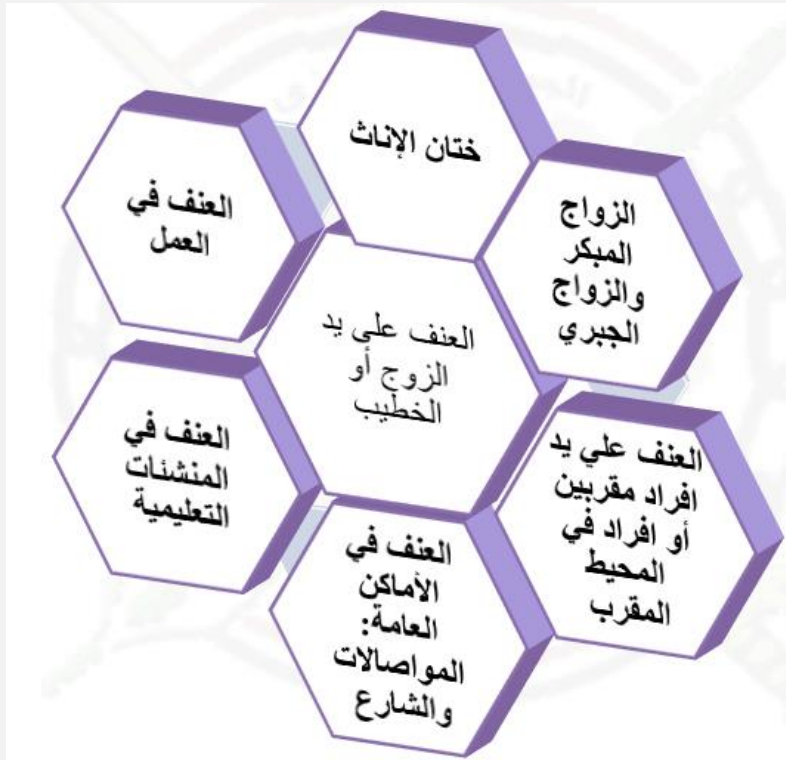 ختان الإناث
الزواج
المبكر
والزواج
الجبري
العنف في
العمل
العنف على يد
الزوج أو
الخطيب
العنف علي يد
افراد مقربين
أو افراد في
المحيط
المقرب
العنف في
المنشئات
التعليمية
العنف في
الأماكن
العامة:
المواصالات
والشارع